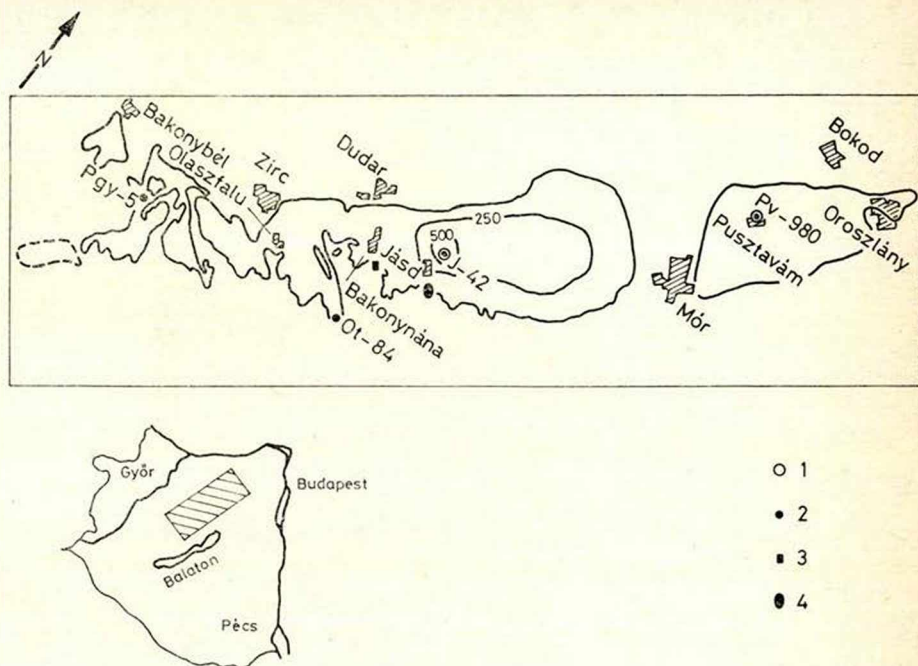 N
Bakonybél
Olaszfalu
Zirc
Dudar
Bokod
Pgy-5
250
500
Pv-980
Oroszlány
Pusztavám
Jásd
J-42
Bakonynána
Mór
Ot-84
Győr
Budapest
Balaton
Pécs
1
2
3
4